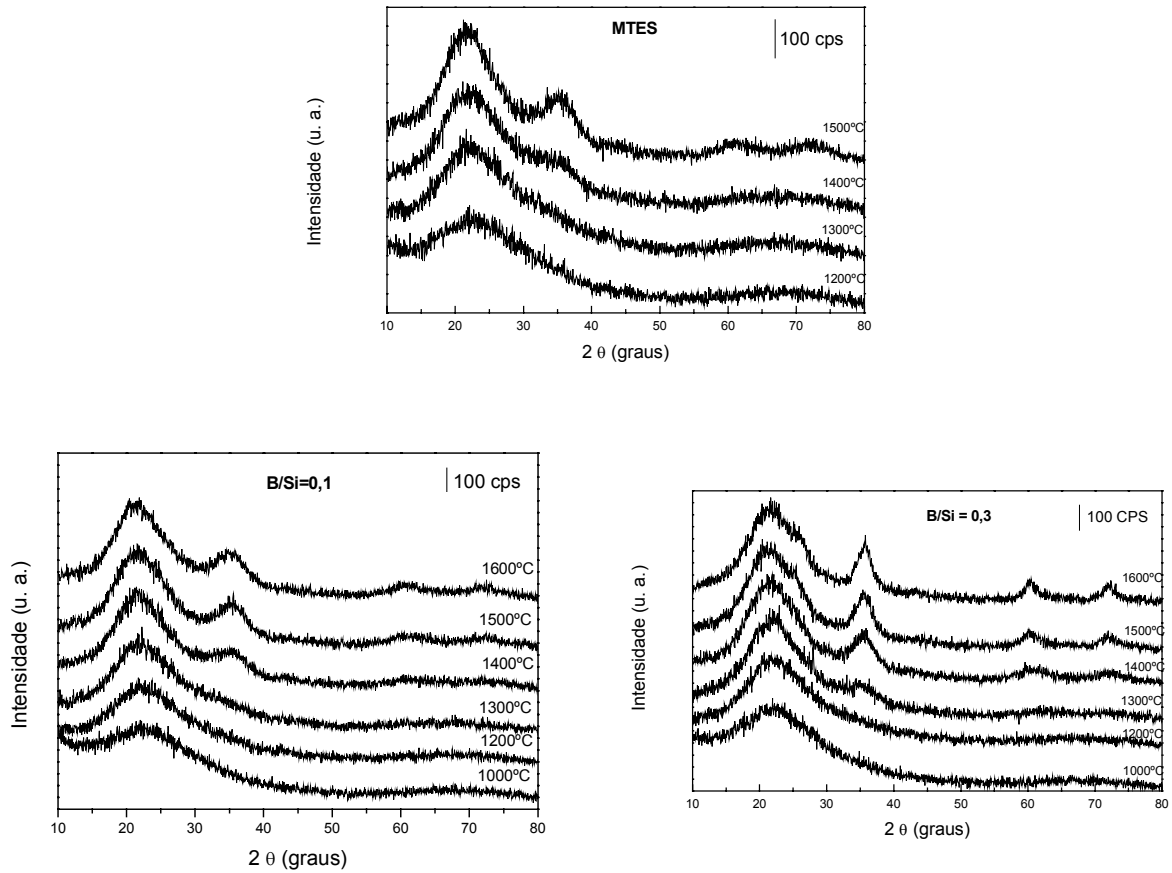 MTES
100 cps
1500ºC
1400ºC
1300ºC
1200ºC
Intensidade (u. a.)
10 20 30 40 50 60 70 80
2 θ (graus)
B/Si=0,1
100 cps
1600ºC
1500ºC
1400ºC
1300ºC
1200ºC
1000ºC
Intensidade (u. a.)
10 20 30 40 50 60 70 80
2 θ (graus)
B/Si = 0,3
100 CPS
1600ºC
1500ºC
1400ºC
1300ºC
1200ºC
1000ºC
Intensidade (u. a.)
10 20 30 40 50 60 70 80
2 θ (graus)